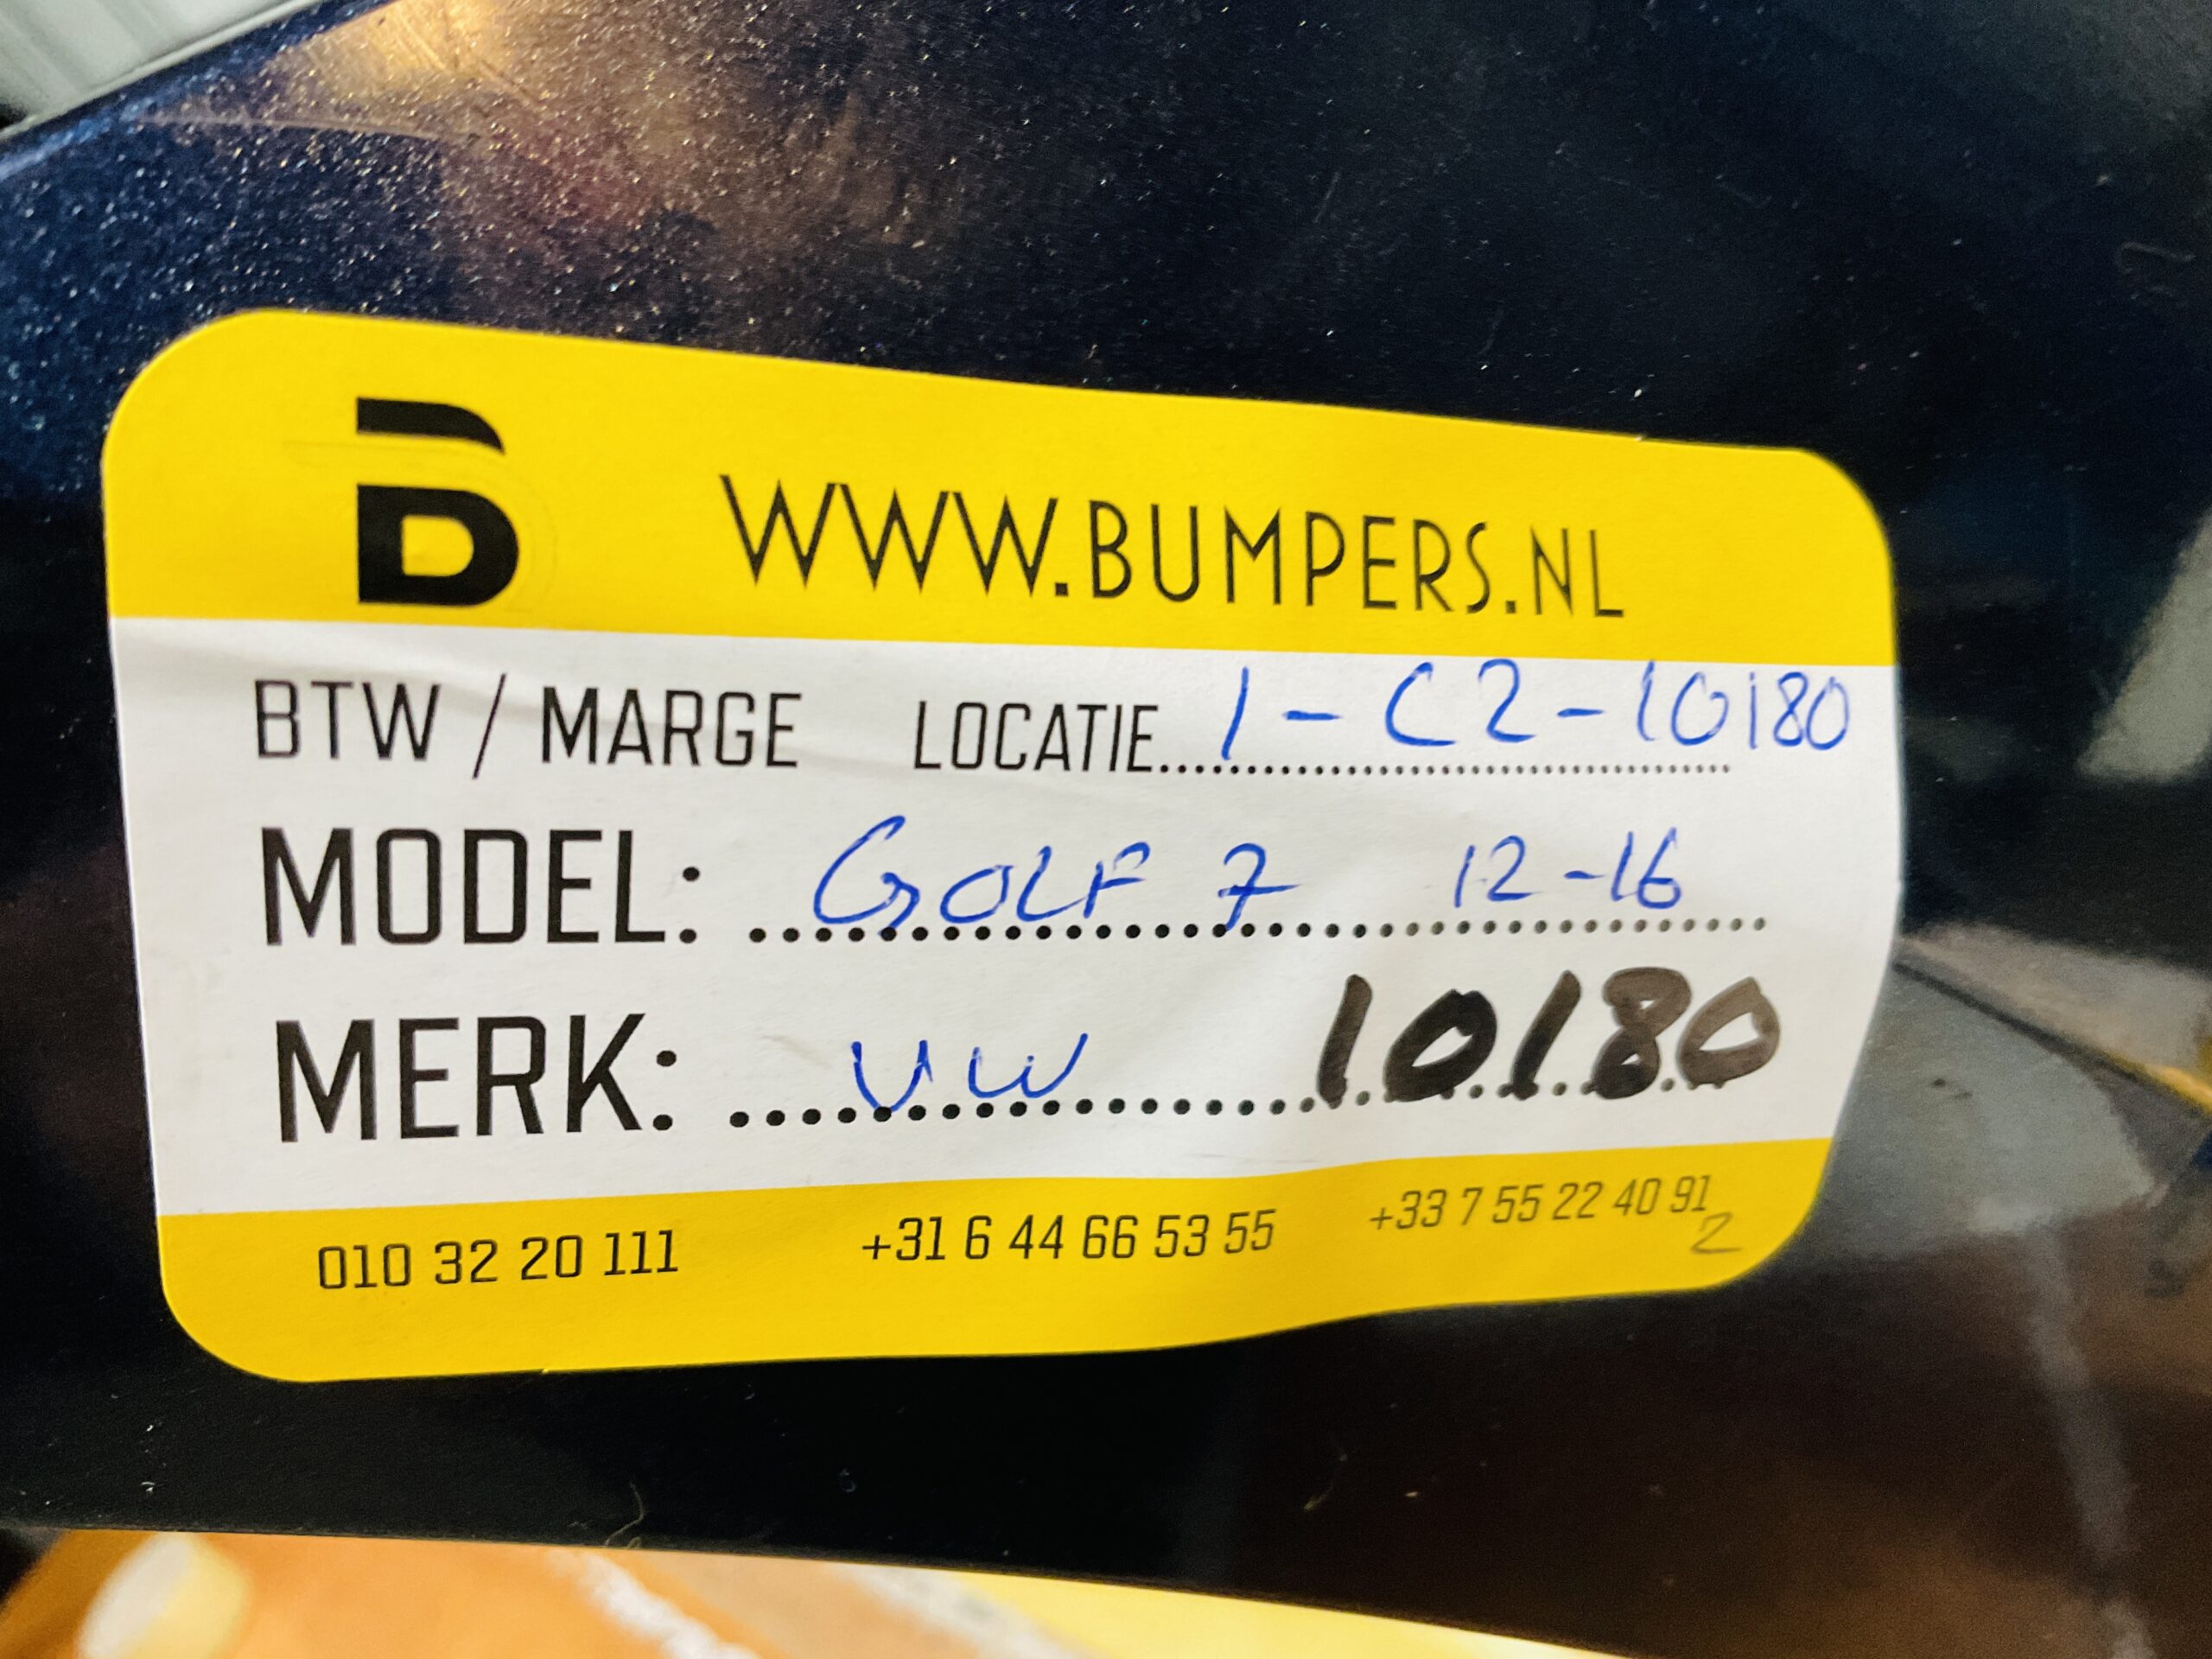 B WWW.BUMPERS.NL
BTW / MARGE LOCATIE 1-C2-10180
MODEL: GOLF 7 12-16
MERK: VW 10180
010 32 20 111 +31 6 44 66 53 55 +33 7 55 22 40 91
2